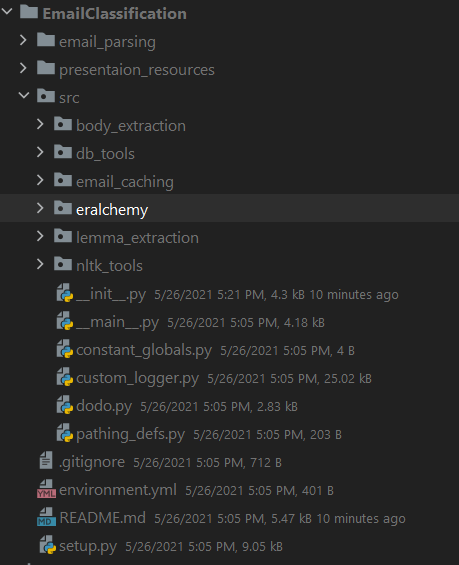 EmailClassification
email_parsing
presentaion_resources
src
body_extraction
db_tools
email_caching
eralchemy
lemma_extraction
nltk_tools
__init__.py 5/26/2021 5:21 PM, 4.3 kB 10 minutes ago
__main__.py 5/26/2021 5:05 PM, 4.18 kB
constant_globals.py 5/26/2021 5:05 PM, 4 B
custom_logger.py 5/26/2021 5:05 PM, 25.02 kB
dodo.py 5/26/2021 5:05 PM, 2.83 kB
pathing_defs.py 5/26/2021 5:05 PM, 203 B
.gitignore 5/26/2021 5:05 PM, 712 B
YML environment.yml 5/26/2021 5:05 PM, 401 B
MD README.md 5/26/2021 5:05 PM, 5.47 kB 10 minutes ago
setup.py 5/26/2021 5:05 PM, 9.05 kB